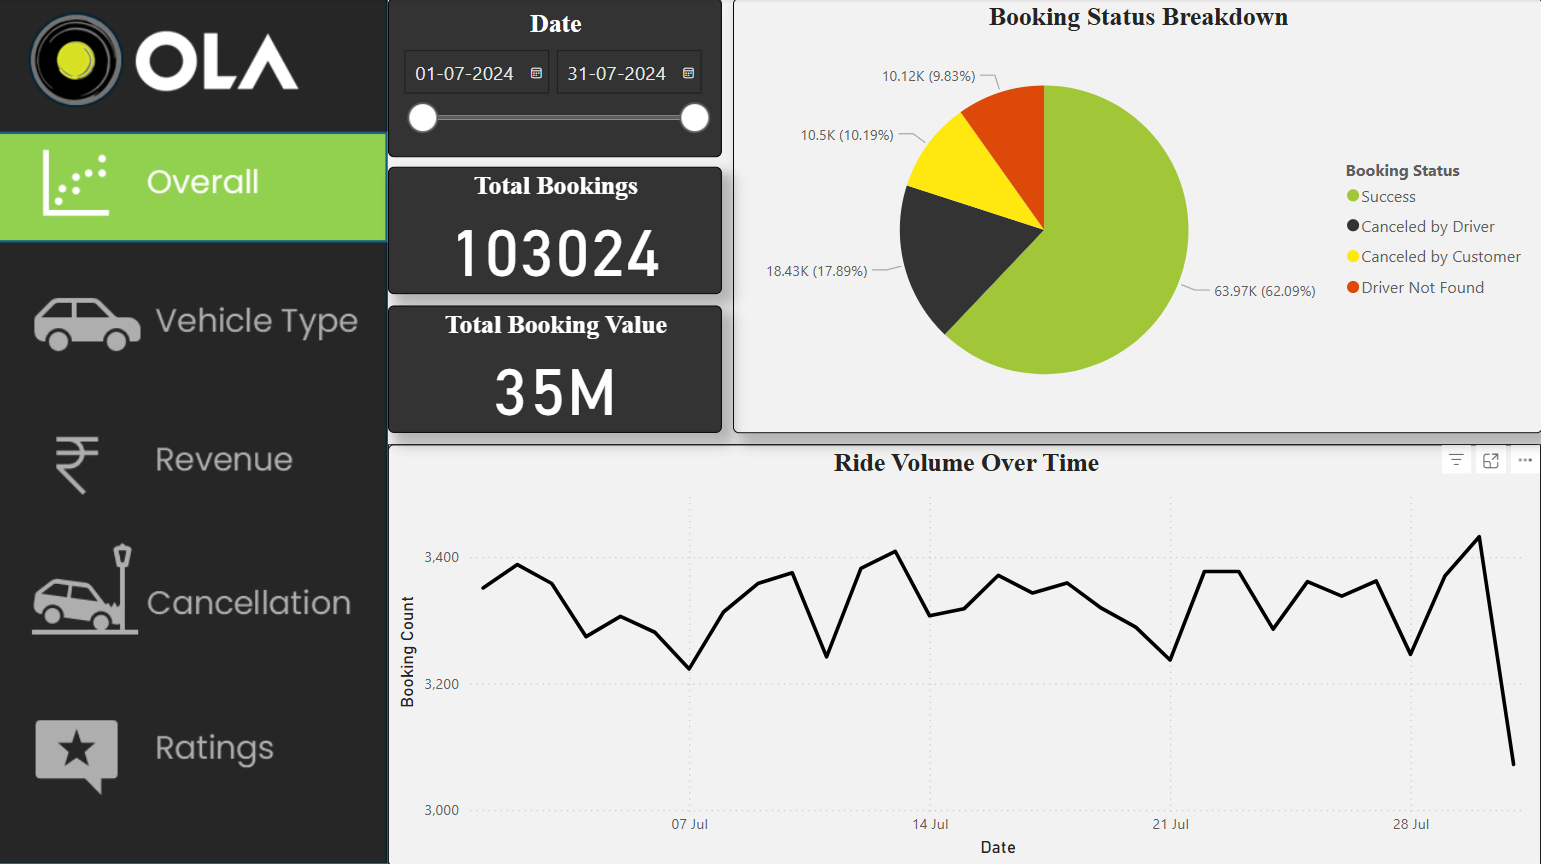 OLA
Overall
Vehicle Type
₹
Revenue
Cancellation
Ratings
Date
01-07-2024 31-07-2024
Total Bookings
103024
Total Booking Value
35M
Booking Status Breakdown
10.12K (9.83%)
10.5K (10.19%)
18.43K (17.89%)
63.97K (62.09%)
Booking Status
Success
Canceled by Driver
Canceled by Customer
Driver Not Found
Ride Volume Over Time
Booking Count
3,400
3,200
3,000
07 Jul 14 Jul 21 Jul 28 Jul
Date